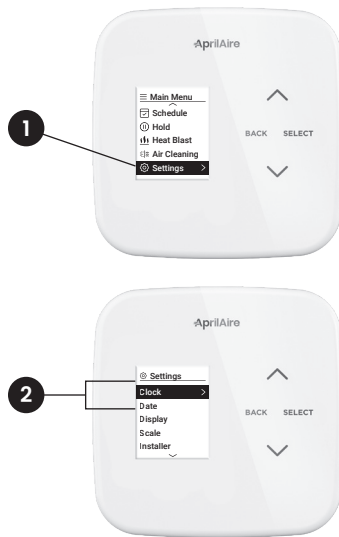 AprilAire
Main Menu
Schedule
Hold
Heat Blast
Air Cleaning
Settings
BACK SELECT
1
AprilAire
Settings
Clock
Date
Display
Scale
Installer
BACK SELECT
2